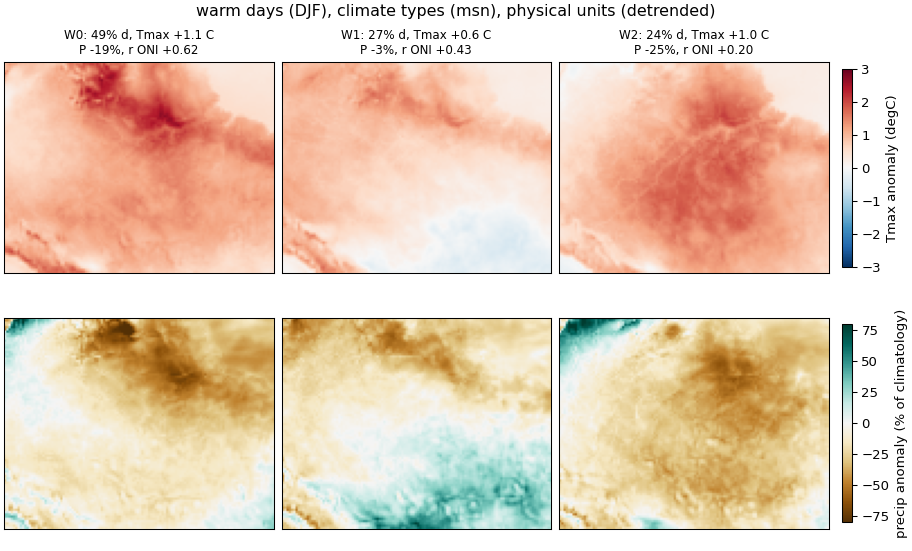 warm days (DJF), climate types (msn), physical units (detrended)
W0: 49% d, Tmax +1.1 C
P -19%, r ONI +0.62
W1: 27% d, Tmax +0.6 C
P -3%, r ONI +0.43
W2: 24% d, Tmax +1.0 C
P -25%, r ONI +0.20
3
2
1
0
−1
−2
−3
Tmax anomaly (degC)
75
50
25
0
−25
−50
−75
precip anomaly (% of climatology)